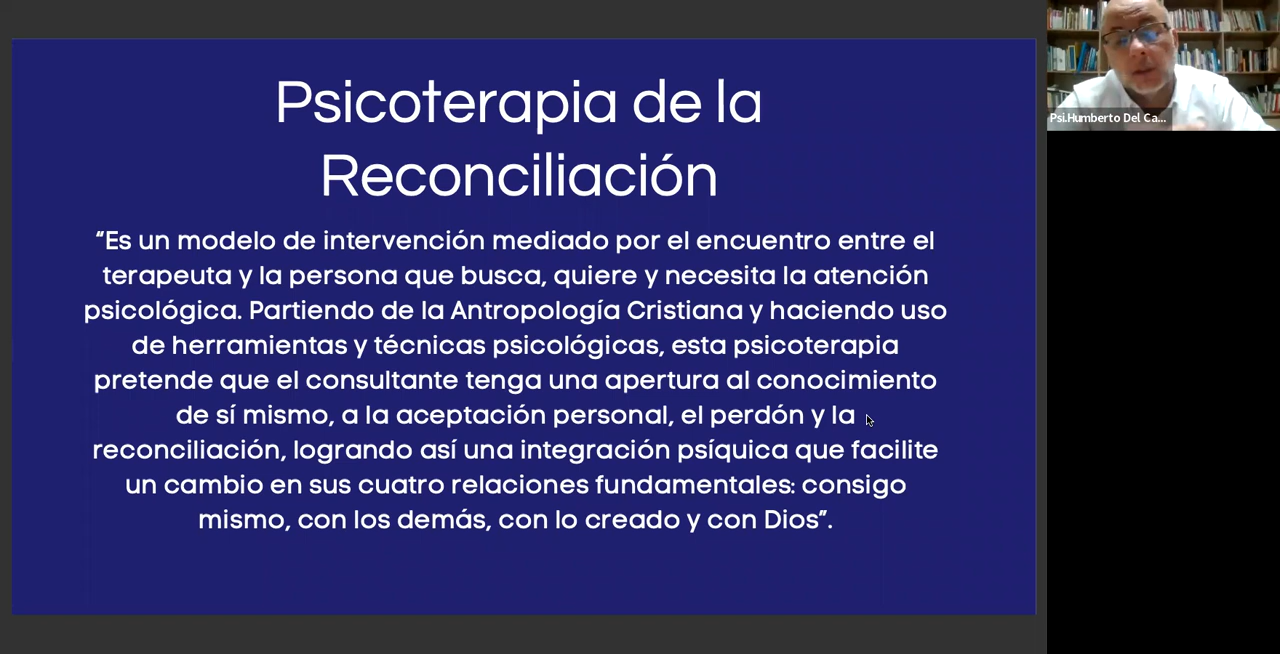 Psicoterapia de la
Reconciliación
“Es un modelo de intervención mediado por el encuentro entre el
terapeuta y la persona que busca, quiere y necesita la atención
psicológica. Partiendo de la Antropología Cristiana y haciendo uso
de herramientas y técnicas psicológicas, esta psicoterapia
pretende que el consultante tenga una apertura al conocimiento
de sí mismo, a la aceptación personal, el perdón y la
reconciliación, logrando así una integración psíquica que facilite
un cambio en sus cuatro relaciones fundamentales: consigo
mismo, con los demás, con lo creado y con Dios”.
Psi.Humberto Del Ca...